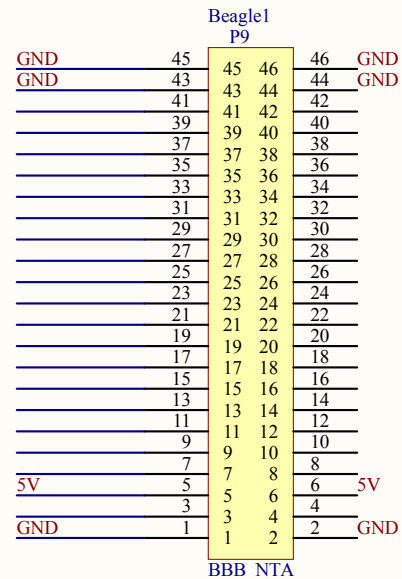 Beagle1
P9
GND 45 45 46 46 GND
GND 43 43 44 44 GND
41 41 42 42
39 39 40 40
37 37 38 38
35 35 36 36
33 33 34 34
31 31 32 32
29 29 30 30
27 27 28 28
25 25 26 26
23 23 24 24
21 21 22 22
19 19 20 20
17 17 18 18
15 15 16 16
13 13 14 14
11 11 12 12
9 9 10 10
7 7 8 8
5V 5 5 6 6 5V
3 3 4 4
GND 1 1 2 2 GND
BBB_NTA